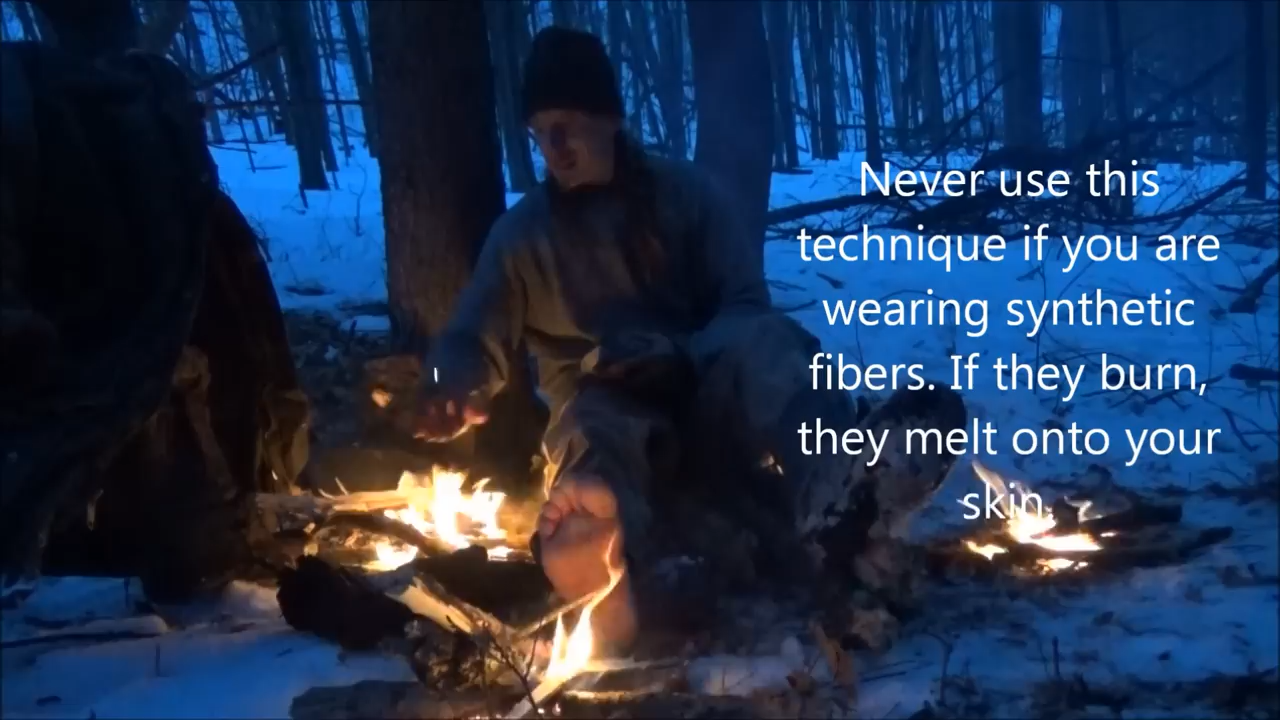 Never use this
technique if you are
wearing synthetic
fibers. If they burn,
they melt onto your
skin.